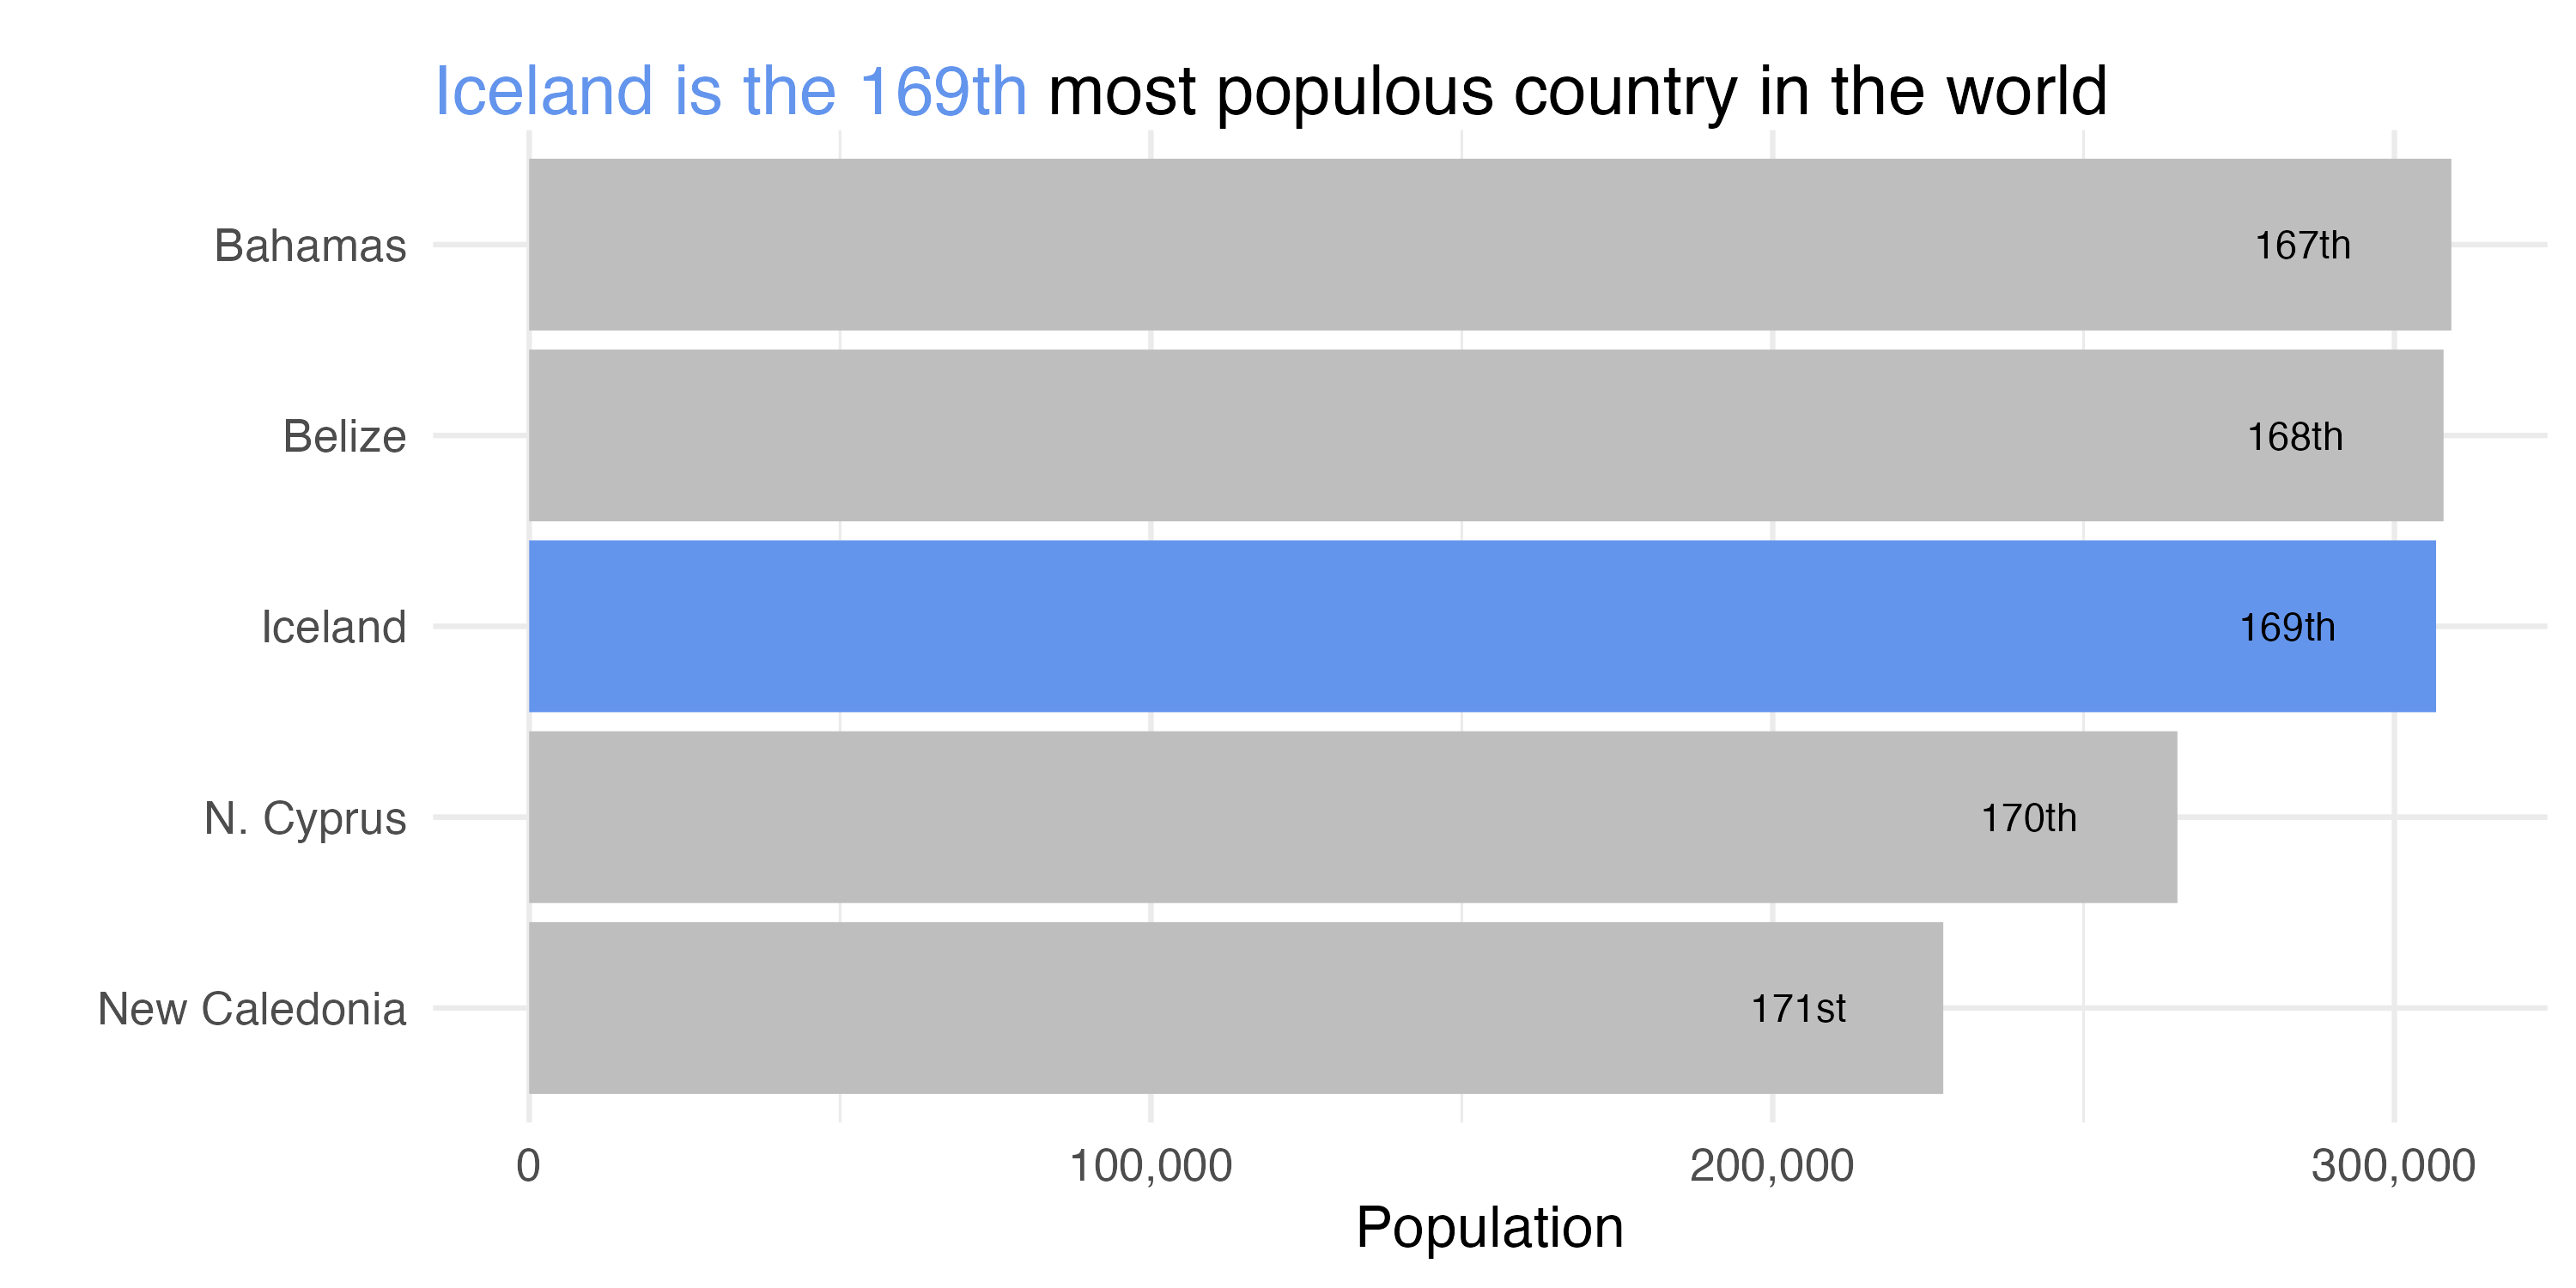 Iceland is the 169th most populous country in the world
Bahamas
167th
Belize
168th
Iceland
169th
N. Cyprus
170th
New Caledonia
171st
0
100,000
200,000
300,000
Population